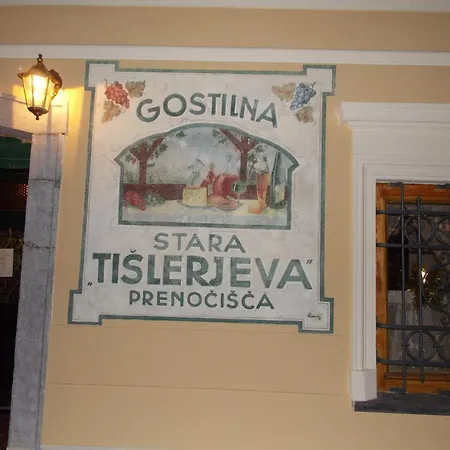 GOSTILNA
STARA
„TIŠLERJEVA"
PRENOČIŠČA